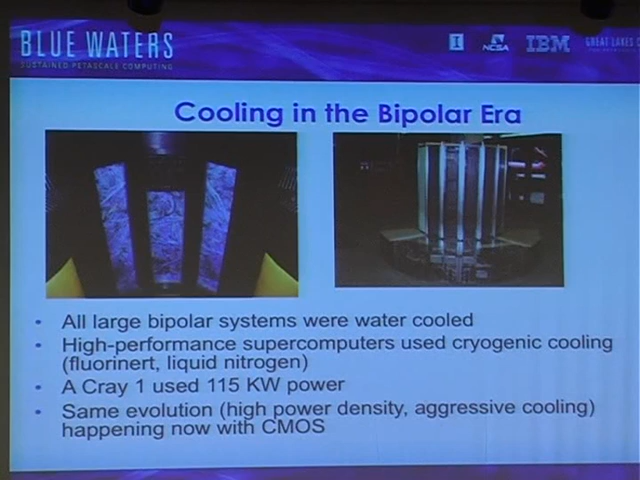 BLUE WATERS
SUSTAINED PETASCALE COMPUTING
I
NCSA
IBM
GREAT LAKES
Cooling in the Bipolar Era
• All large bipolar systems were water cooled
• High-performance supercomputers used cryogenic cooling
(fluorinert, liquid nitrogen)
• A Cray 1 used 115 KW power
• Same evolution (high power density, aggressive cooling)
happening now with CMOS